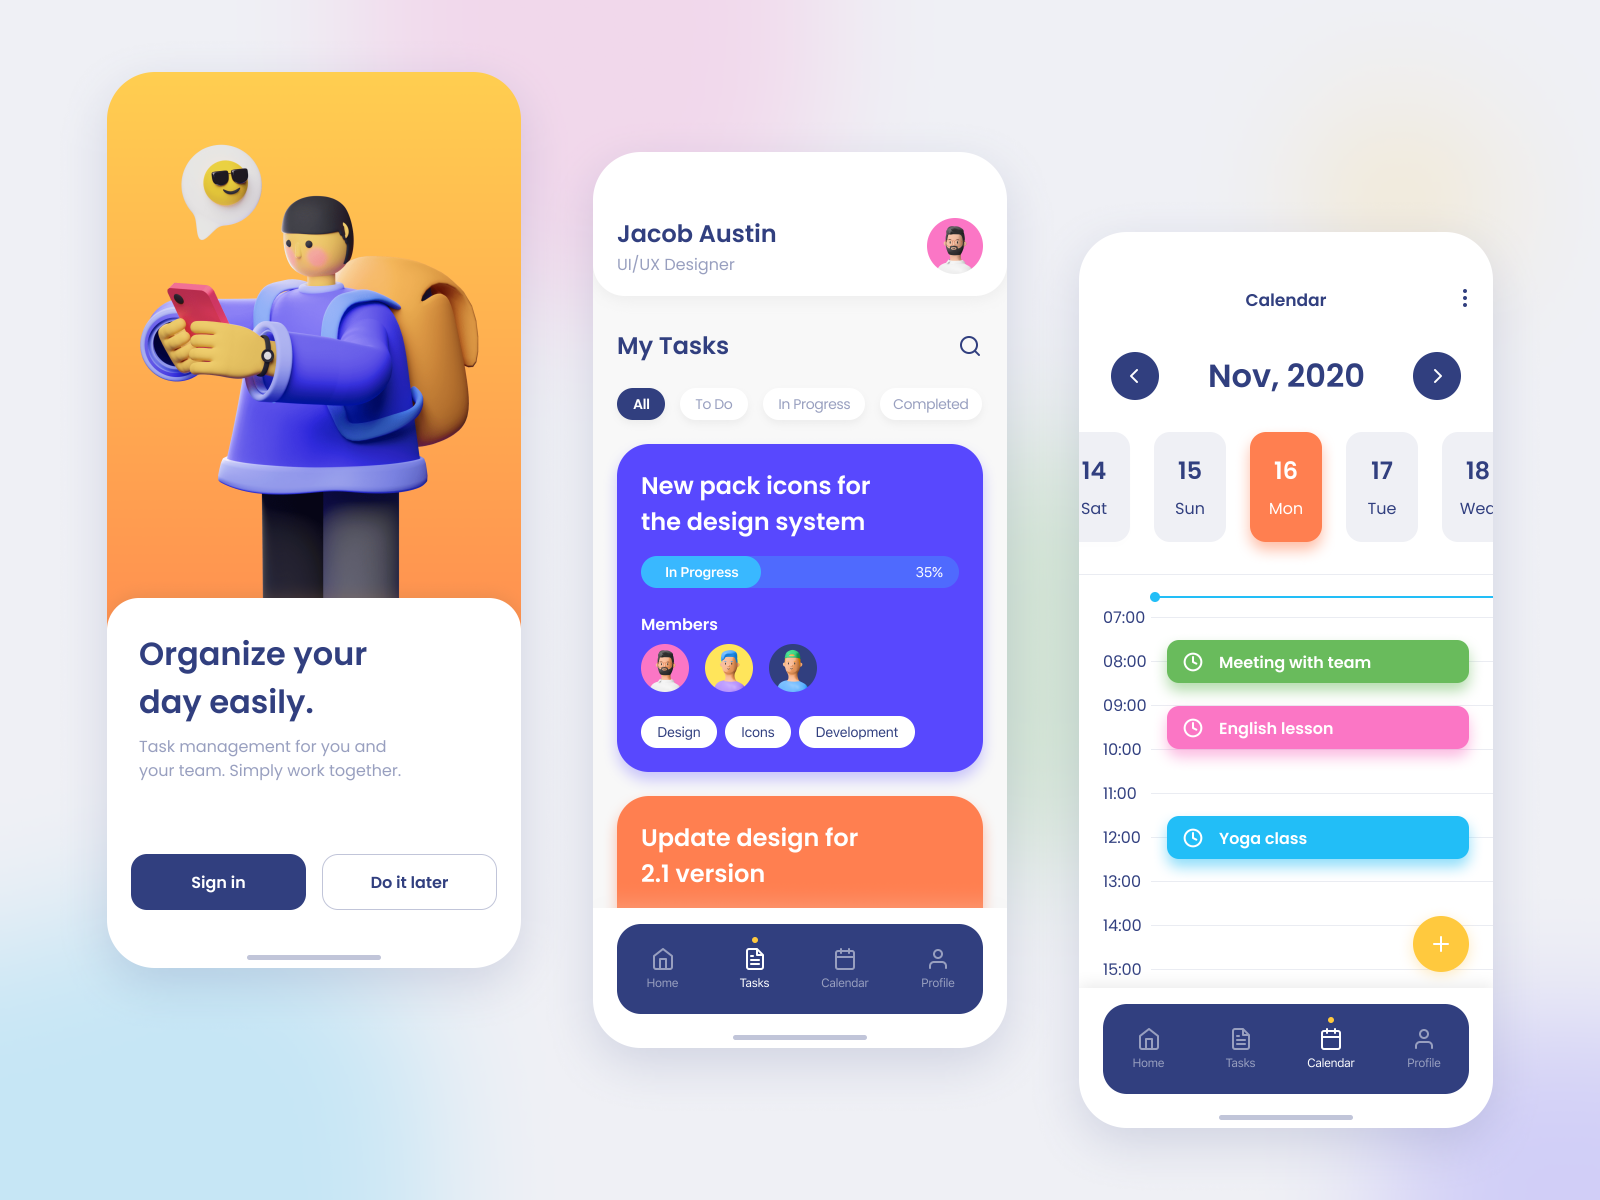 Organize your
day easily.
Task management for you and
your team. Simply work together.
Sign in
Do it later
Jacob Austin
UI/UX Designer
My Tasks
All
To Do
In Progress
Completed
New pack icons for
the design system
In Progress
35%
Members
Design
Icons
Development
Update design for
2.1 version
Home
Tasks
Calendar
Profile
Calendar
Nov, 2020
14
15
16
17
18
Sat
Sun
Mon
Tue
Wed
07:00
08:00
Meeting with team
09:00
English lesson
10:00
11:00
12:00
Yoga class
13:00
14:00
15:00
Home
Tasks
Calendar
Profile